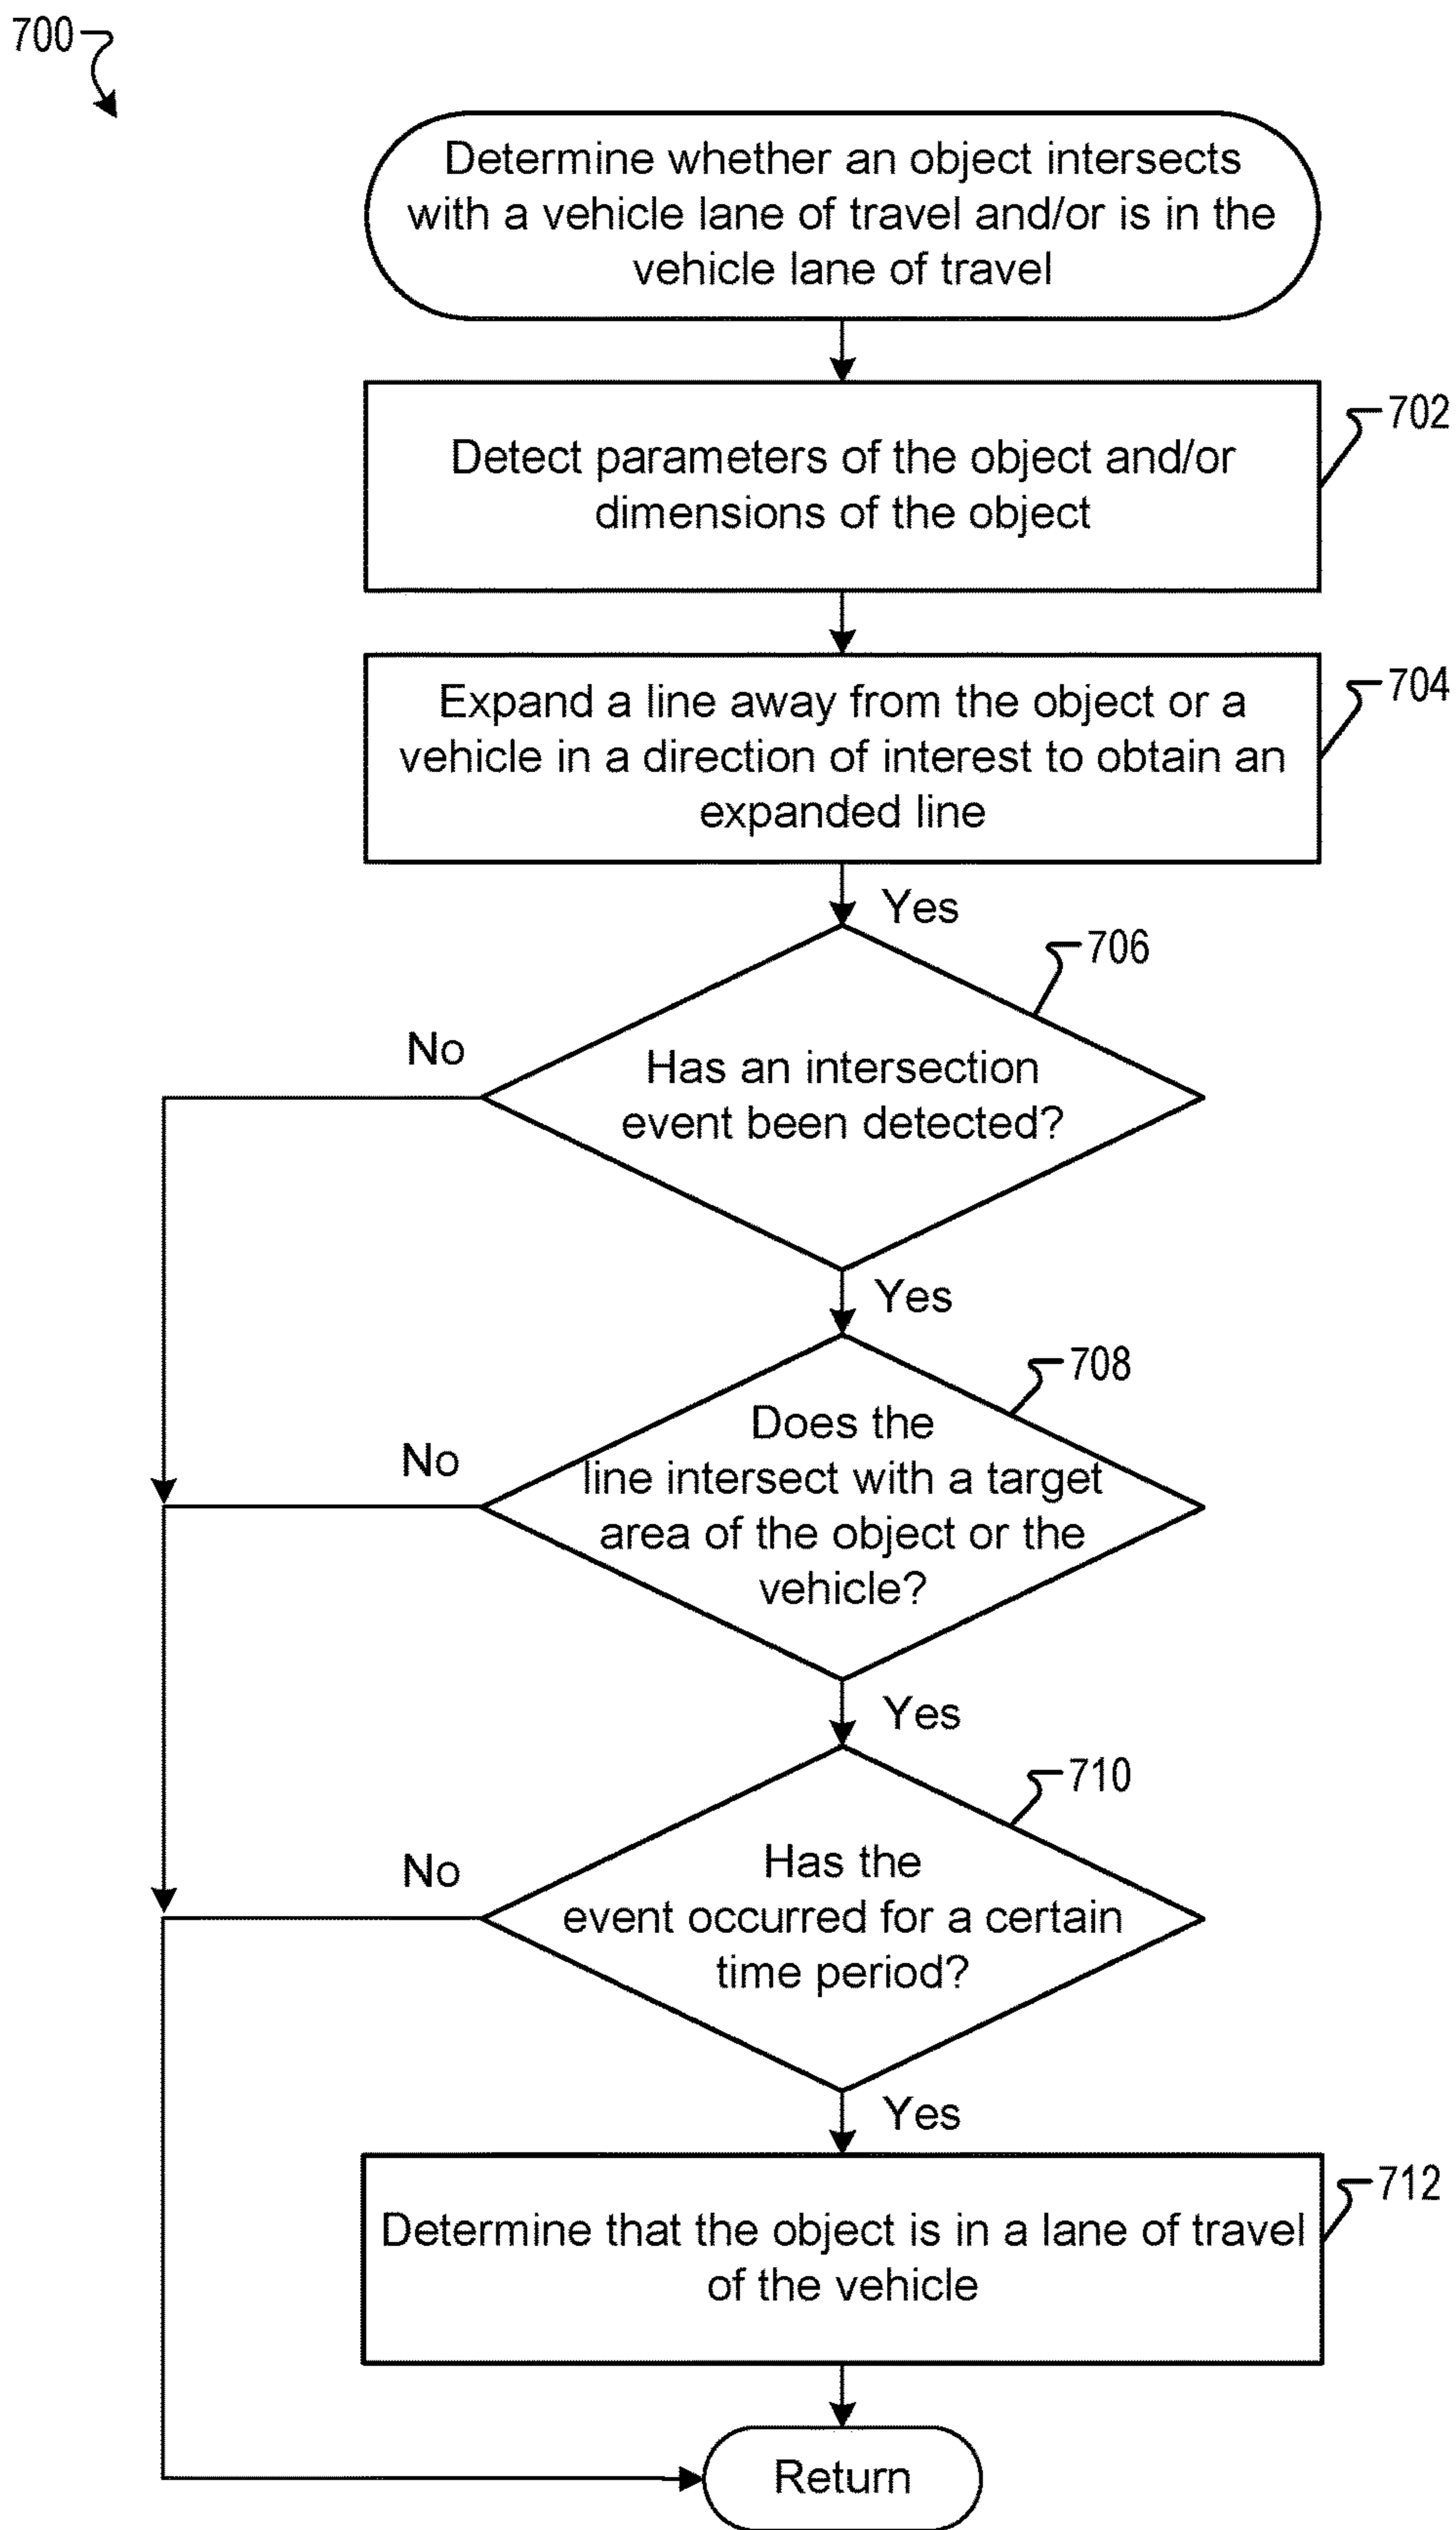 700
Determine whether an object intersects
with a vehicle lane of travel and/or is in the
vehicle lane of travel
702
Detect parameters of the object and/or
dimensions of the object
704
Expand a line away from the object or a
vehicle in a direction of interest to obtain an
expanded line
Yes
706
No
Has an intersection
event been detected?
Yes
708
No
Does the
line intersect with a target
area of the object or the
vehicle?
Yes
710
No
Has the
event occurred for a certain
time period?
Yes
712
Determine that the object is in a lane of travel
of the vehicle
Return